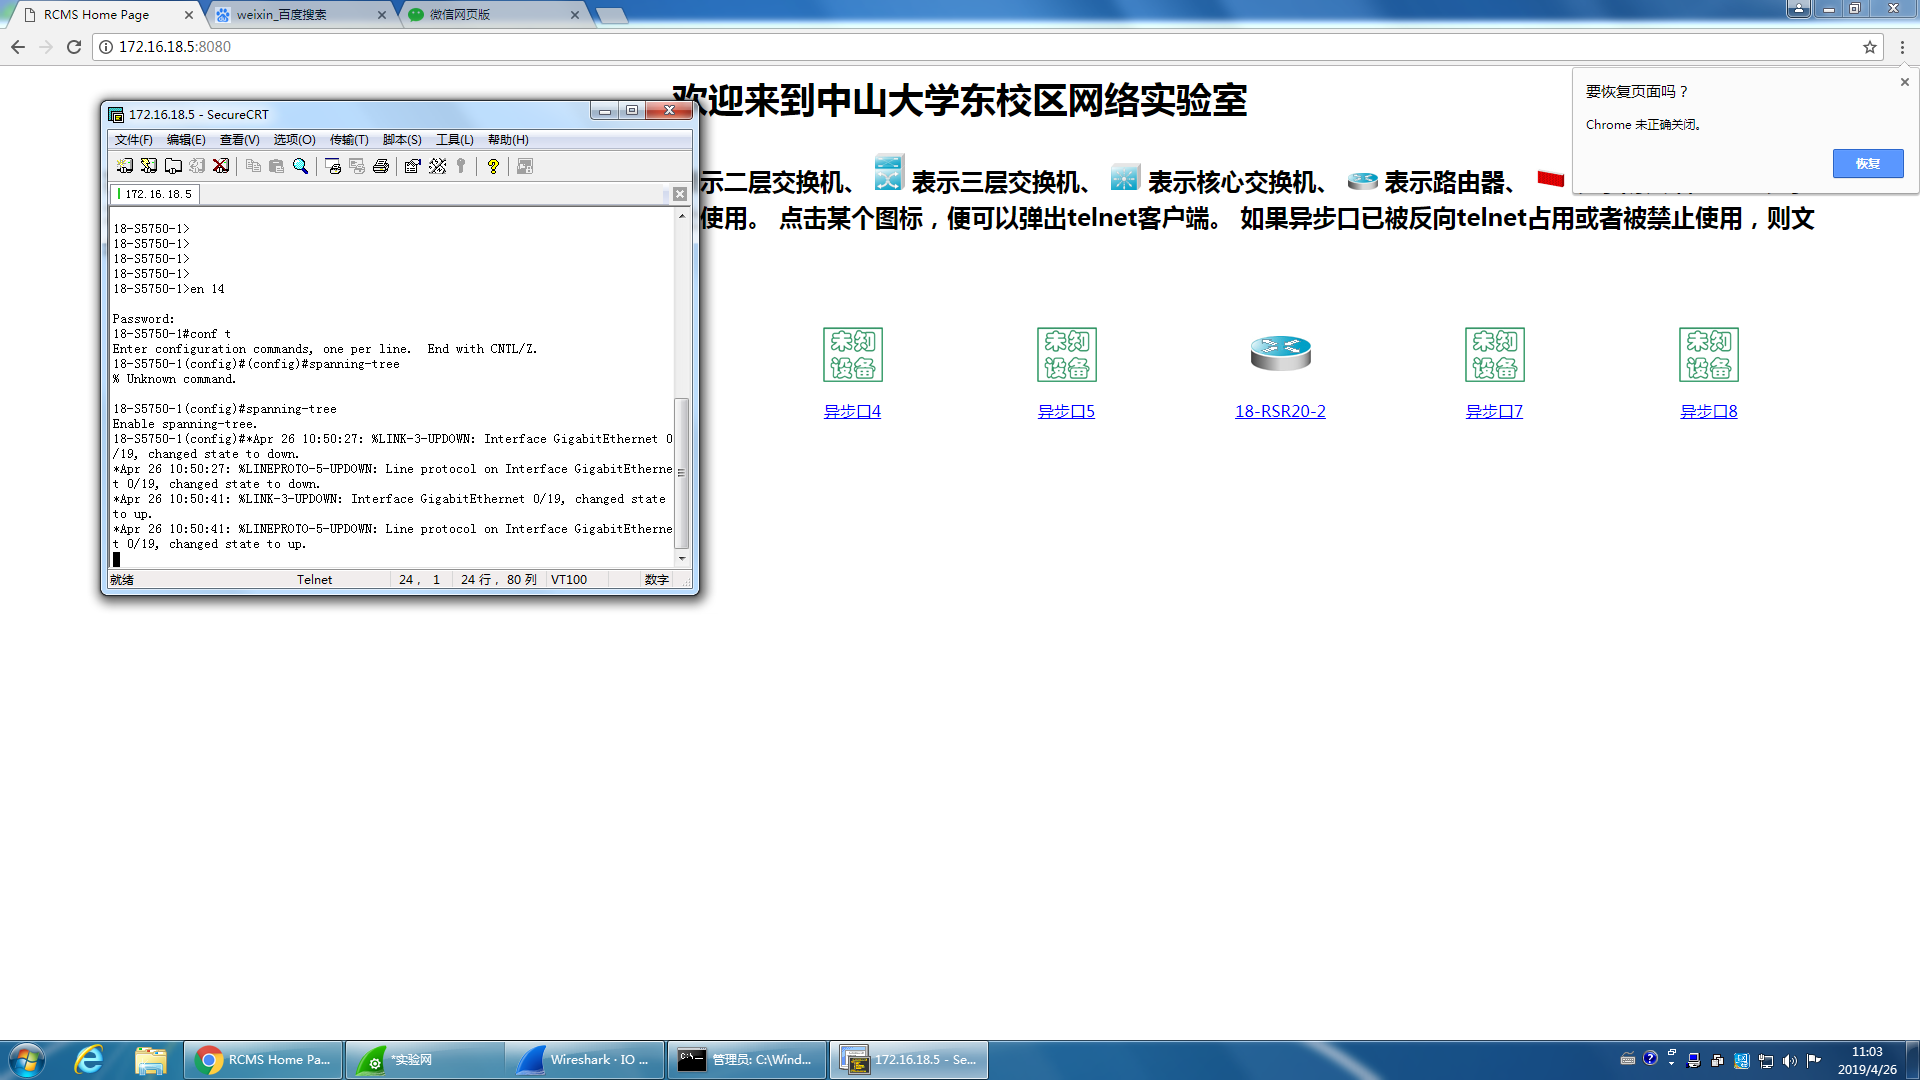 RCMS Home Page
weixin_百度搜索
微信网页版
172.16.18.5:8080
欢迎来到中山大学东校区网络实验室
要恢复页面吗？
Chrome 未正确关闭。
恢复
172.16.18.5 - SecureCRT
文件(F) 编辑(E) 查看(V) 选项(O) 传输(T) 脚本(S) 工具(L) 帮助(H)
172.16.18.5
示二层交换机、 表示三层交换机、 表示核心交换机、 表示路由器、
使用。 点击某个图标，便可以弹出telnet客户端。 如果异步口已被反向telnet占用或者被禁止使用，则文
18-S5750-1>
18-S5750-1>
18-S5750-1>
18-S5750-1>
18-S5750-1>en 14
Password:
18-S5750-1#conf t
Enter configuration commands, one per line.  End with CNTL/Z.
18-S5750-1(config)#(config)#spanning-tree
% Unknown command.
18-S5750-1(config)#spanning-tree
Enable spanning-tree.
18-S5750-1(config)#*Apr 26 10:50:27: %LINK-3-UPDOWN: Interface GigabitEthernet 0
/19, changed state to down.
*Apr 26 10:50:27: %LINEPROTO-5-UPDOWN: Line protocol on Interface GigabitEtherne
t 0/19, changed state to down.
*Apr 26 10:50:41: %LINK-3-UPDOWN: Interface GigabitEthernet 0/19, changed state
to up.
*Apr 26 10:50:41: %LINEPROTO-5-UPDOWN: Line protocol on Interface GigabitEtherne
t 0/19, changed state to up.
就绪 Telnet 24， 1 24 行， 80 列 VT100 数字
未知设备
异步口4
未知设备
异步口5
18-RSR20-2
未知设备
异步口7
未知设备
异步口8
RCMS Home Pa...
*实验网
Wireshark · IO ...
管理员: C:\Wind...
172.16.18.5 - Se...
11:03
2019/4/26